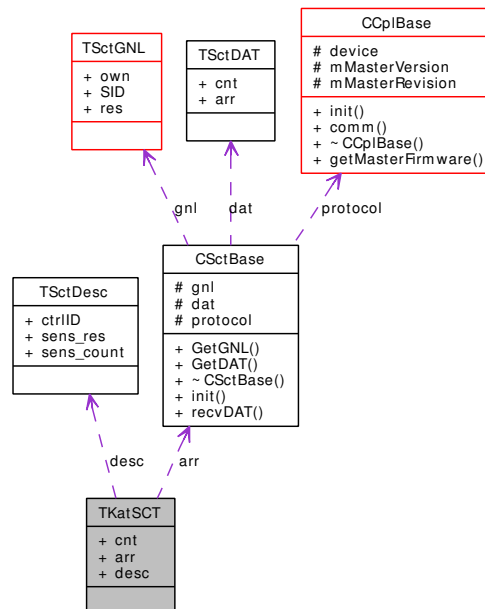 CCplBase
# device
# mMasterVersion
# mMasterRevision
+ init()
+ comm()
+ ~ CCplBase()
+ getMasterFirmware()
TSctGNL
+ own
+ SID
+ res
TSctDAT
+ cnt
+ arr
gnl
dat
protocol
CSctBase
# gnl
# dat
# protocol
+ GetGNL()
+ GetDAT()
+ ~ CSctBase()
+ init()
+ recvDAT()
TSctDesc
+ ctrlID
+ sens_res
+ sens_count
desc
arr
TKatSCT
+ cnt
+ arr
+ desc